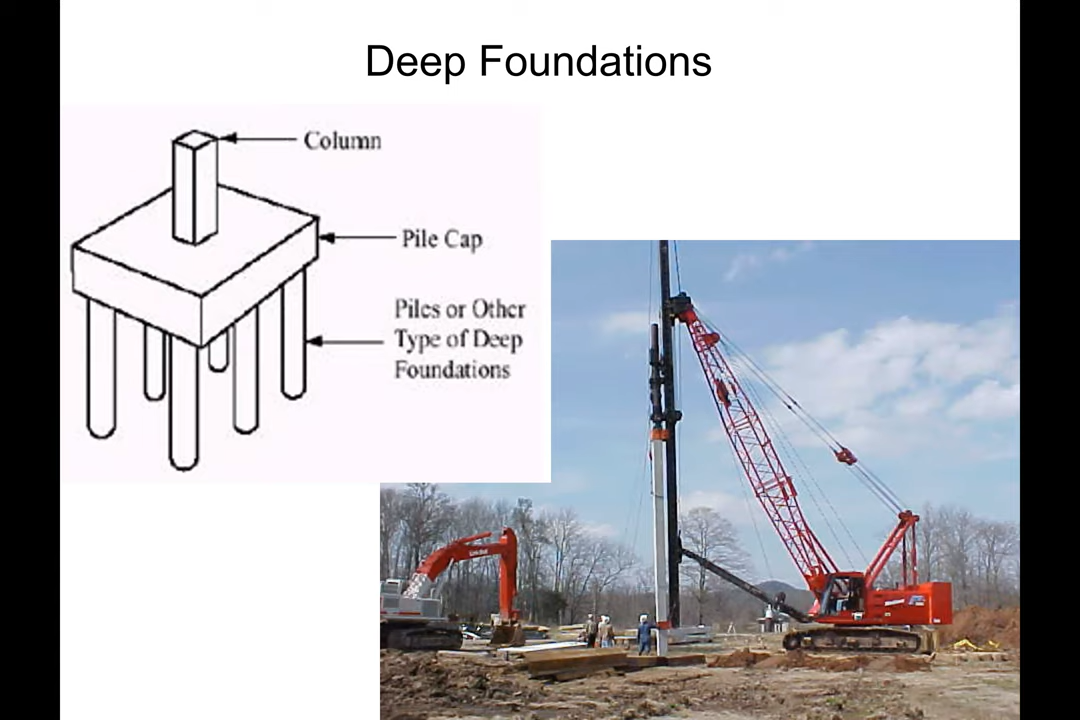 Deep Foundations
Column
Pile Cap
Piles or Other
Type of Deep
Foundations